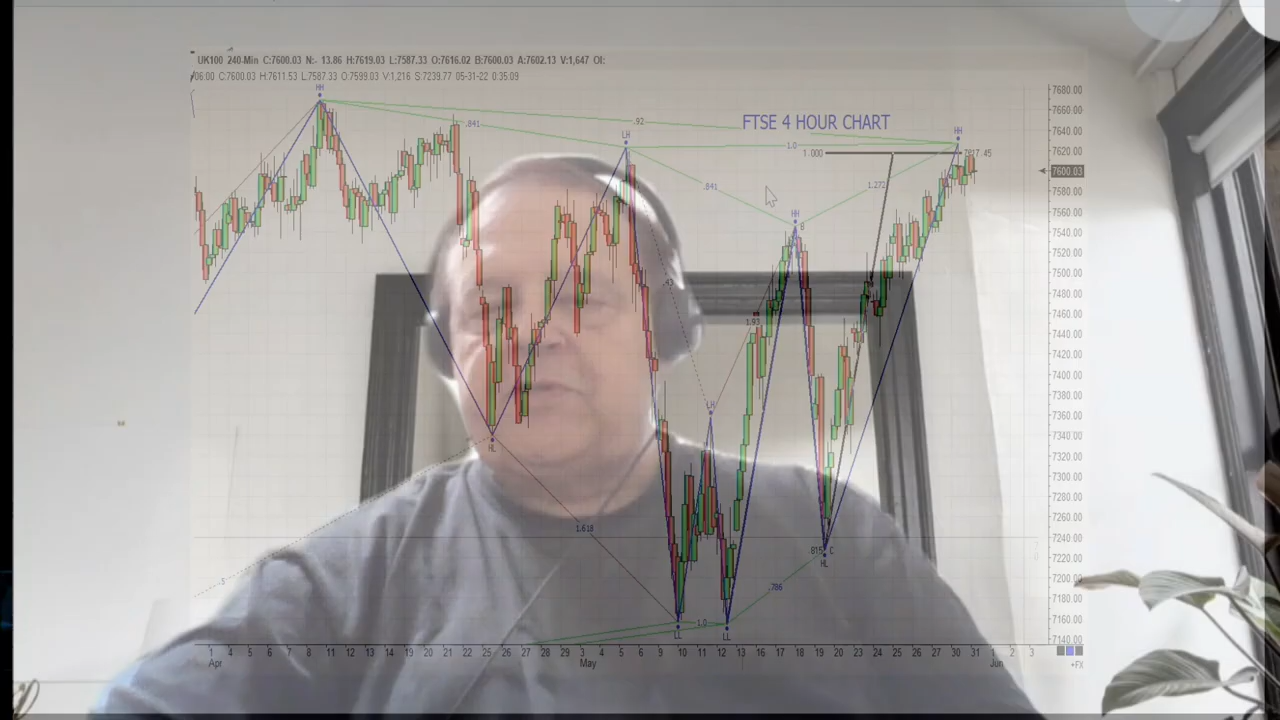 UK100 240-Min C:7600.03 N:- 13.86 H:7619.03 L:7587.33 O:7616.02 B:7600.03 A:7602.13 V:1,647 OI:
06:00 C:7600.03 H:7611.53 L:7587.33 O:7599.03 V:1,216 S:7239.77 05-31-22 0:35:09
FTSE 4 HOUR CHART
HH
.841
.92
LH
1.0
1.000
HH
7617.45
.841
HH
B
1.272
.43
1.93
LH
HL
1.618
.5
.786
C
HL
1.0
LL
LL
7680.00
7660.00
7640.00
7620.00
7600.03
7580.00
7560.00
7540.00
7520.00
7500.00
7480.00
7460.00
7440.00
7420.00
7400.00
7380.00
7360.00
7340.00
7320.00
7300.00
7280.00
7260.00
7240.00
7220.00
7200.00
7180.00
7160.00
7140.00
1 4 5 6 7 8 11 12 13 14 19 20 21 22 25 26 27 28 29 3 4 5 6 9 10 11 12 13 16 17 18 19 20 23 24 25 26 27 30 31 1 2 3
Apr May Jun
+FX